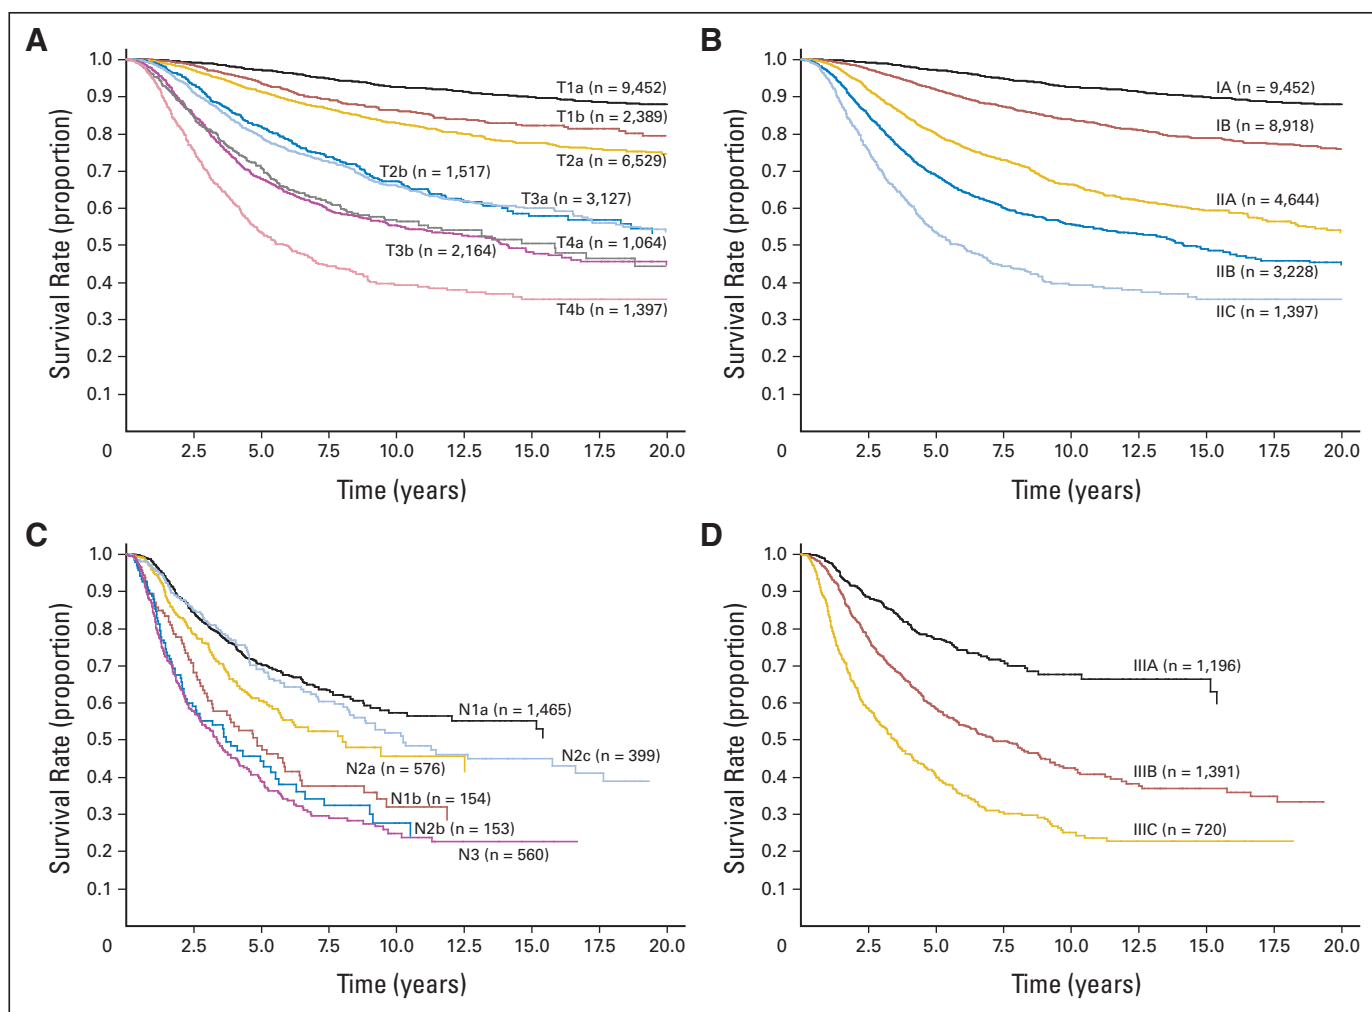 A
Survival Rate (proportion)
1.0
0.9
0.8
0.7
0.6
0.5
0.4
0.3
0.2
0.1
T1a (n = 9,452)
T1b (n = 2,389)
T2a (n = 6,529)
T2b (n = 1,517)
T3a (n = 3,127)
T4a (n = 1,064)
T3b (n = 2,164)
T4b (n = 1,397)
0 2.5 5.0 7.5 10.0 12.5 15.0 17.5 20.0
Time (years)
B
Survival Rate (proportion)
1.0
0.9
0.8
0.7
0.6
0.5
0.4
0.3
0.2
0.1
IA (n = 9,452)
IB (n = 8,918)
IIA (n = 4,644)
IIB (n = 3,228)
IIC (n = 1,397)
0 2.5 5.0 7.5 10.0 12.5 15.0 17.5 20.0
Time (years)
C
Survival Rate (proportion)
1.0
0.9
0.8
0.7
0.6
0.5
0.4
0.3
0.2
0.1
N1a (n = 1,465)
N2c (n = 399)
N2a (n = 576)
N1b (n = 154)
N2b (n = 153)
N3 (n = 560)
0 2.5 5.0 7.5 10.0 12.5 15.0 17.5 20.0
Time (years)
D
Survival Rate (proportion)
1.0
0.9
0.8
0.7
0.6
0.5
0.4
0.3
0.2
0.1
IIIA (n = 1,196)
IIIB (n = 1,391)
IIIC (n = 720)
0 2.5 5.0 7.5 10.0 12.5 15.0 17.5 20.0
Time (years)